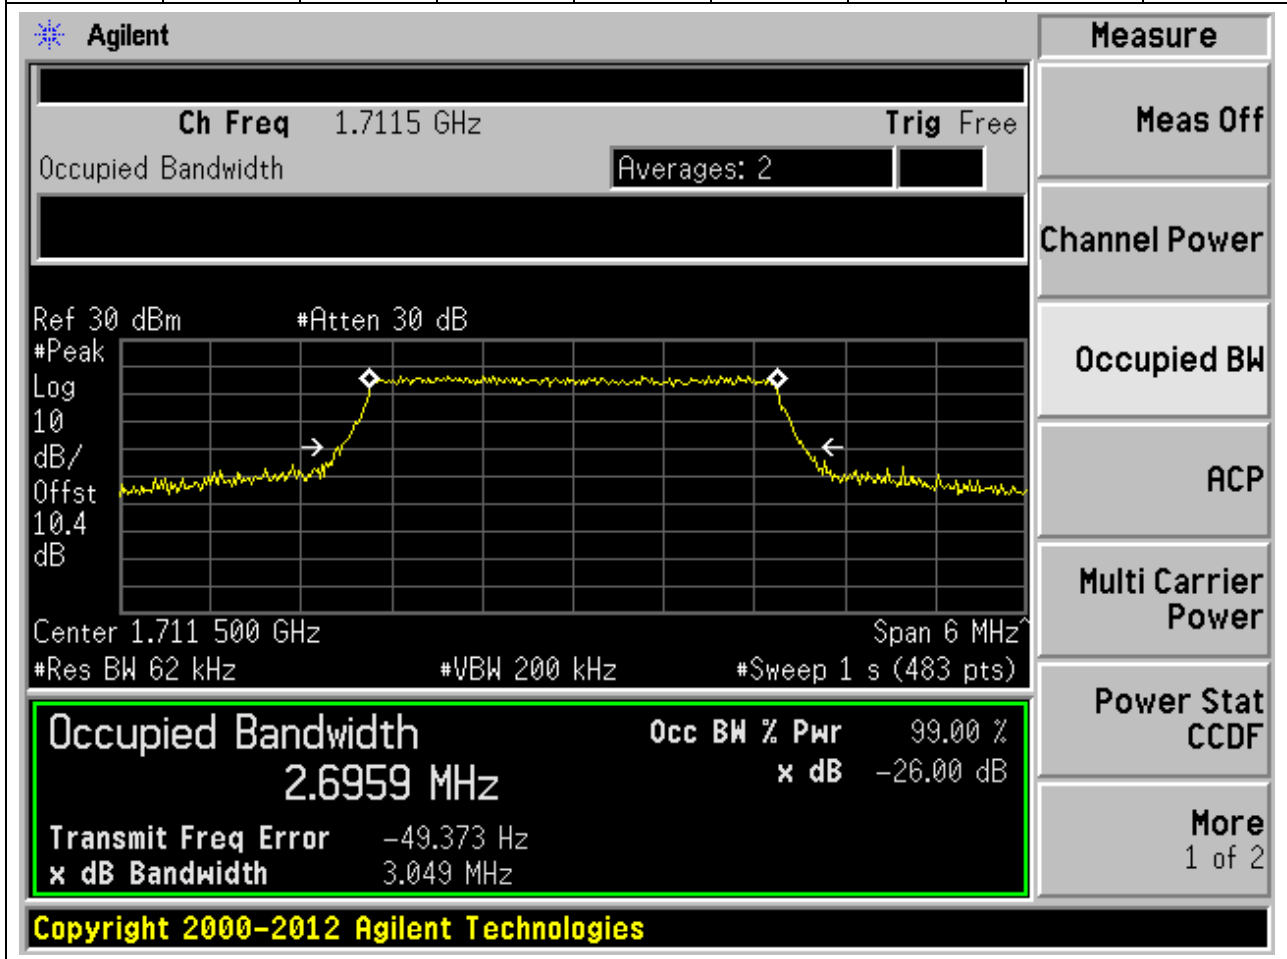 Agilent
Measure
Ch Freq 1.7115 GHz Trig Free
Occupied Bandwidth Averages: 2
Ref 30 dBm #Atten 30 dB
#Peak
Log
10
dB/
Offst
10.4
dB
Center 1.711 500 GHz Span 6 MHz^
#Res BW 62 kHz #VBW 200 kHz #Sweep 1 s (483 pts)
Occupied Bandwidth Occ BW % Pwr 99.00 %
2.6959 MHz x dB -26.00 dB
Transmit Freq Error -49.373 Hz
x dB Bandwidth 3.049 MHz
Meas Off
Channel Power
Occupied BW
ACP
Multi Carrier
Power
Power Stat
CCDF
More
1 of 2
Copyright 2000-2012 Agilent Technologies